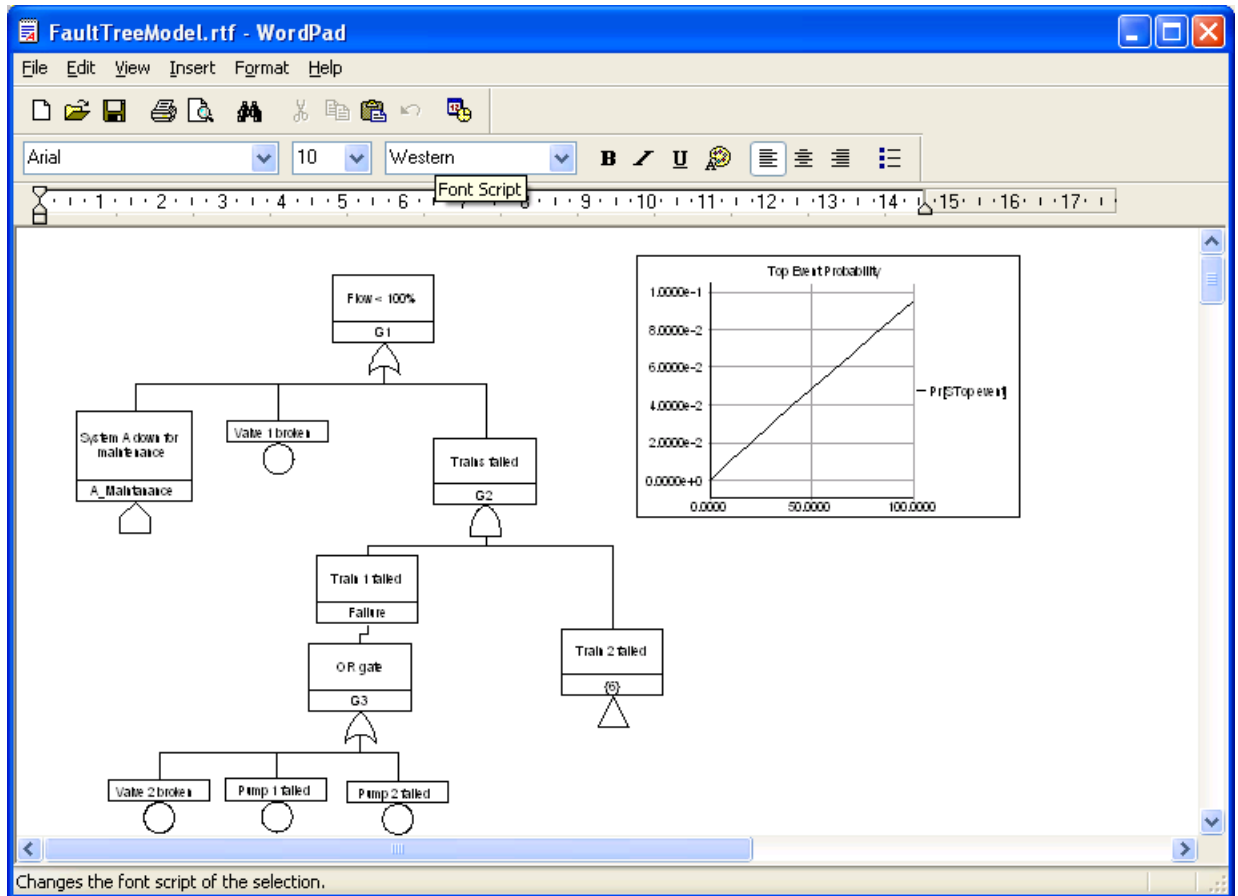 FaultTreeModel.rtf - WordPad
File Edit View Insert Format Help
Arial 10 Western B / U
Font Script
1 2 3 4 5 6 7 8 9 10 11 12 13 14 15 16 17
Flow < 100%
G1
System A down for
maintenance
A_Maintanance
Valve 1 broken
Trains failed
G2
Train 1 failed
Failure
OR gate
G3
Train 2 failed
{6}
Valve 2 broken
Pump 1 failed
Pump 2 failed
Top Event Probability
1.0000e-1
8.0000e-2
6.0000e-2
4.0000e-2
2.0000e-2
0.0000e+0
0.0000 50.0000 100.0000
Pr[STop event]
Changes the font script of the selection.